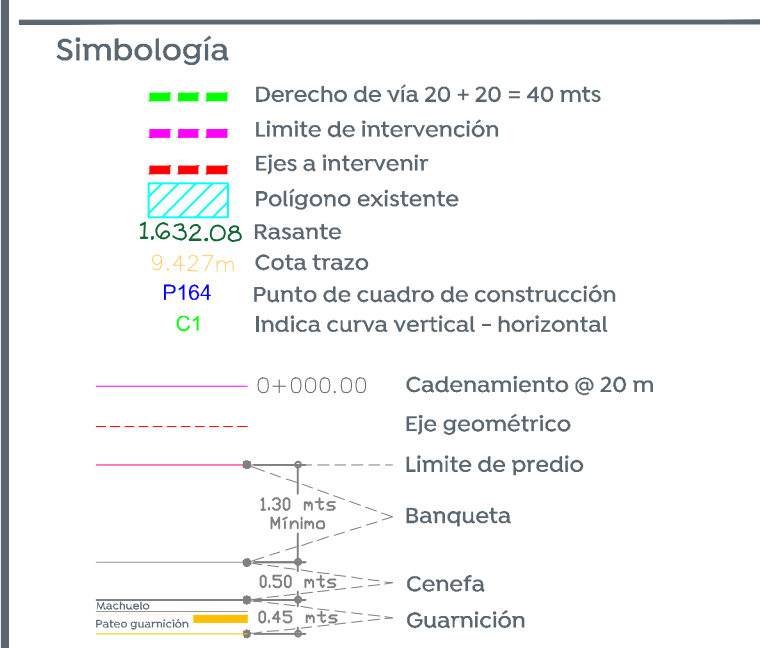 Simbología
Derecho de vía 20 + 20 = 40 mts
Limite de intervención
Ejes a intervenir
Polígono existente
1,632.08 Rasante
9.427m Cota trazo
P164 Punto de cuadro de construcción
C1 Indica curva vertical - horizontal
0+000.00 Cadenamiento @ 20 m
Eje geométrico
Limite de predio
1.30 mts
Mínimo
Banqueta
0.50 mts Cenefa
Machuelo
Pateo guarnición 0.45 mts Guarnición